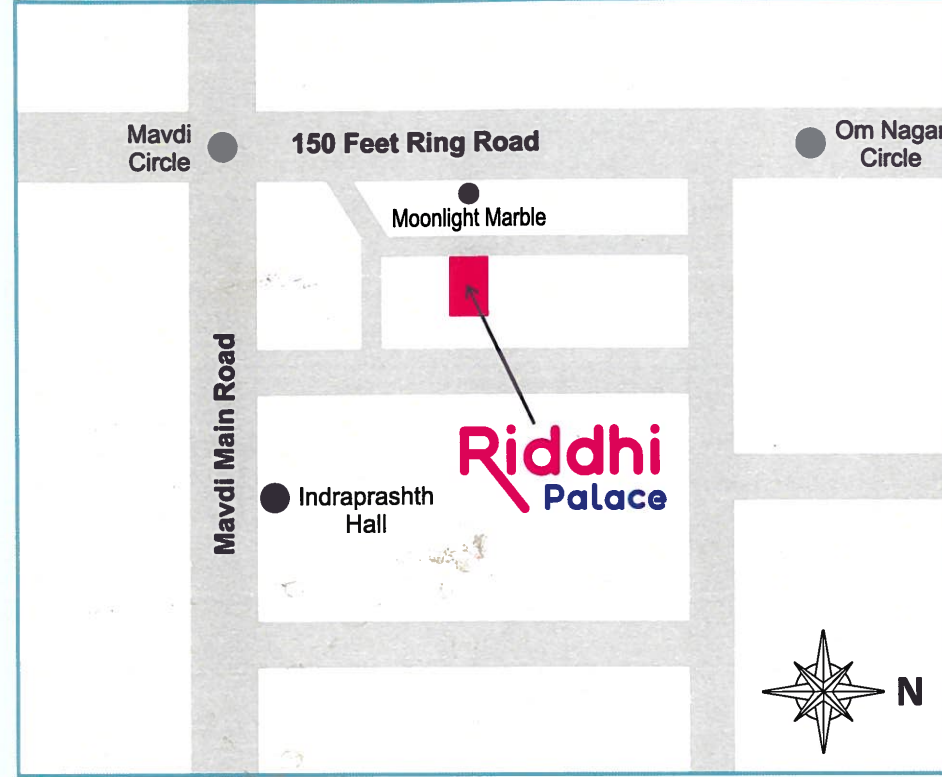 Mavdi
Circle
150 Feet Ring Road
Om Nagar
Circle
Moonlight Marble
Mavdi Main Road
Riddhi
Palace
Indraprashth
Hall
N